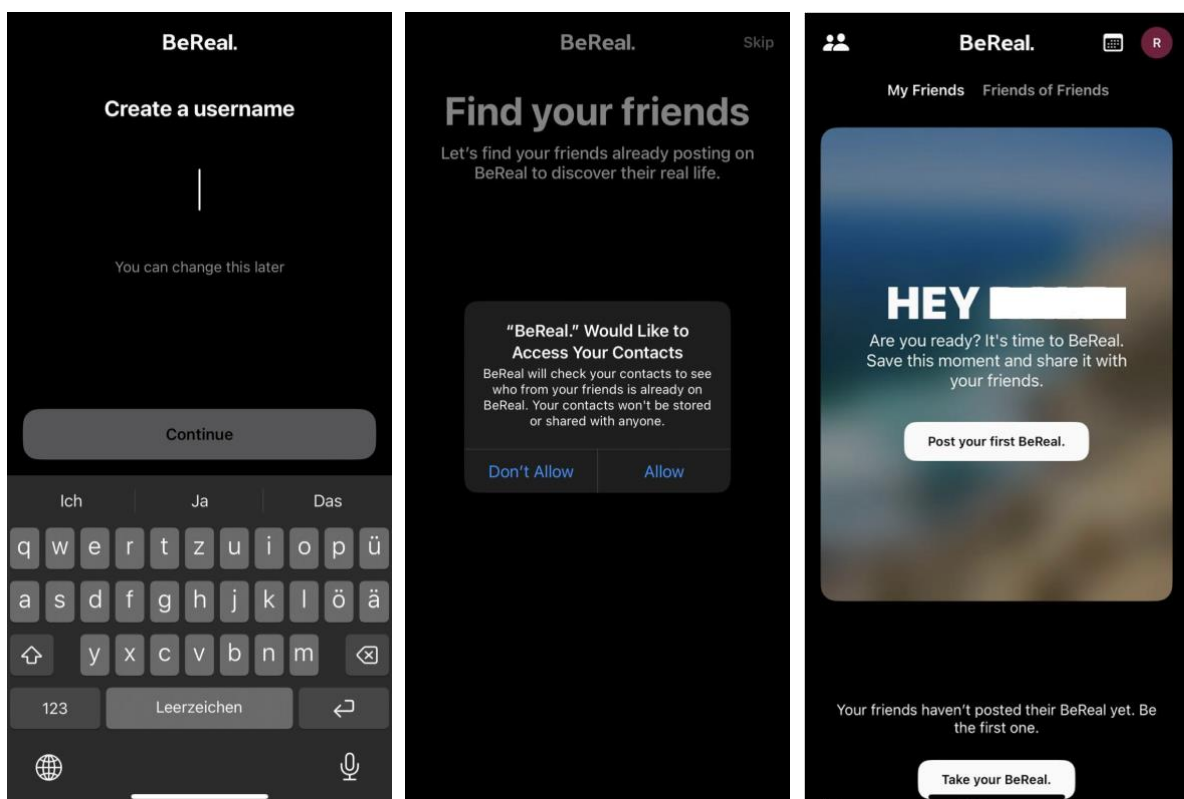 BeReal.
Create a username
You can change this later
Continue
Ich Ja Das
q w e r t z u i o p ü
a s d f g h j k l ö ä
y x c v b n m
123 Leerzeichen
BeReal. Skip
Find your friends
Let's find your friends already posting on
BeReal to discover their real life.
"BeReal." Would Like to
Access Your Contacts
BeReal will check your contacts to see
who from your friends is already on
BeReal. Your contacts won't be stored
or shared with anyone.
Don't Allow Allow
BeReal. R
My Friends Friends of Friends
HEY
Are you ready? It's time to BeReal.
Save this moment and share it with
your friends.
Post your first BeReal.
Your friends haven't posted their BeReal yet. Be
the first one.
Take your BeReal.